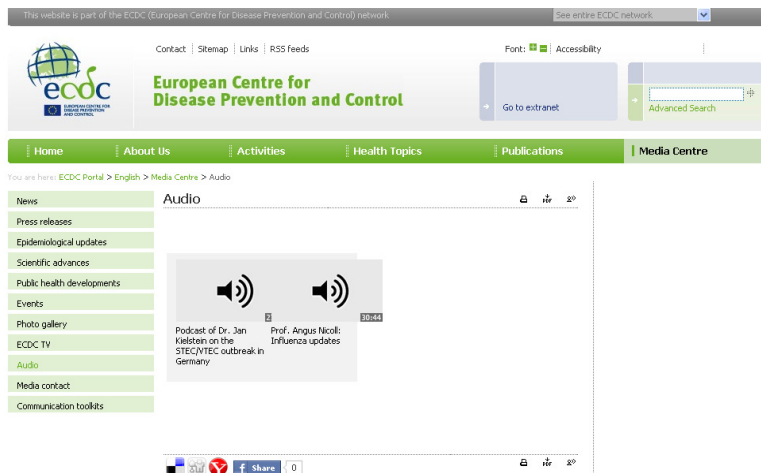 This website is part of the ECDC (European Centre for Disease Prevention and Control) network
See entire ECDC network
Contact Sitemap Links RSS feeds
Font: Accessibility
ecdc
EUROPEAN CENTRE FOR
DISEASE PREVENTION
AND CONTROL
European Centre for
Disease Prevention and Control
Go to extranet
Advanced Search
Home About Us Activities Health Topics Publications Media Centre
You are here: ECDC Portal > English > Media Centre > Audio
News
Press releases
Epidemiological updates
Scientific advances
Public health developments
Events
Photo gallery
ECDC TV
Audio
Media contact
Communication toolkits
Audio
PDF
2
30:44
Podcast of Dr. Jan
Kielstein on the
STEC/VTEC outbreak in
Germany
Prof. Angus Nicoll:
Influenza updates
f Share 0
PDF